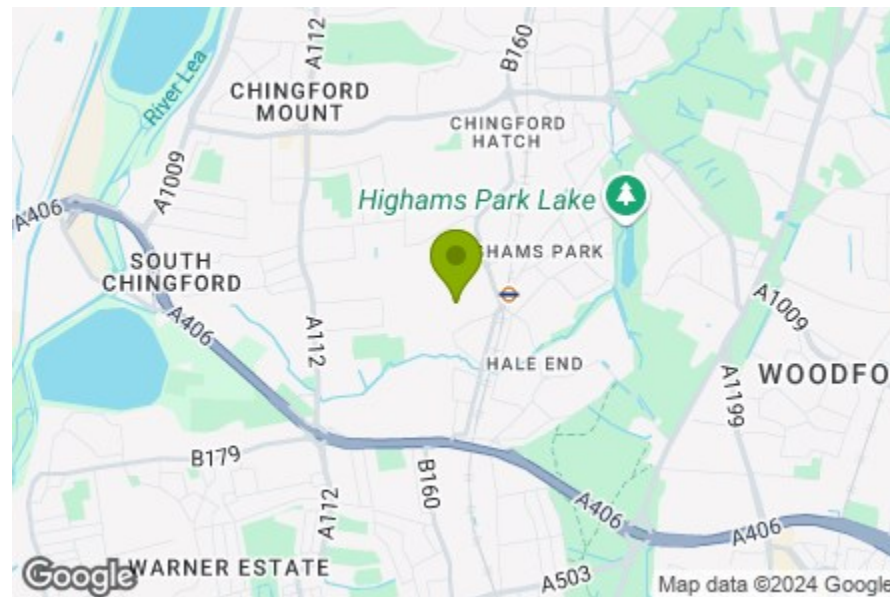 A112
B160
River Lea
CHINGFORD
MOUNT
CHINGFORD
HATCH
A1009
Highams Park Lake
A406
SHAMS PARK
SOUTH
CHINGFORD
A406
A1009
A112
HALE END
A1199
WOODFO
B179
B160
A112
A406
A406
WARNER ESTATE
A503
Google
Map data ©2024 Google